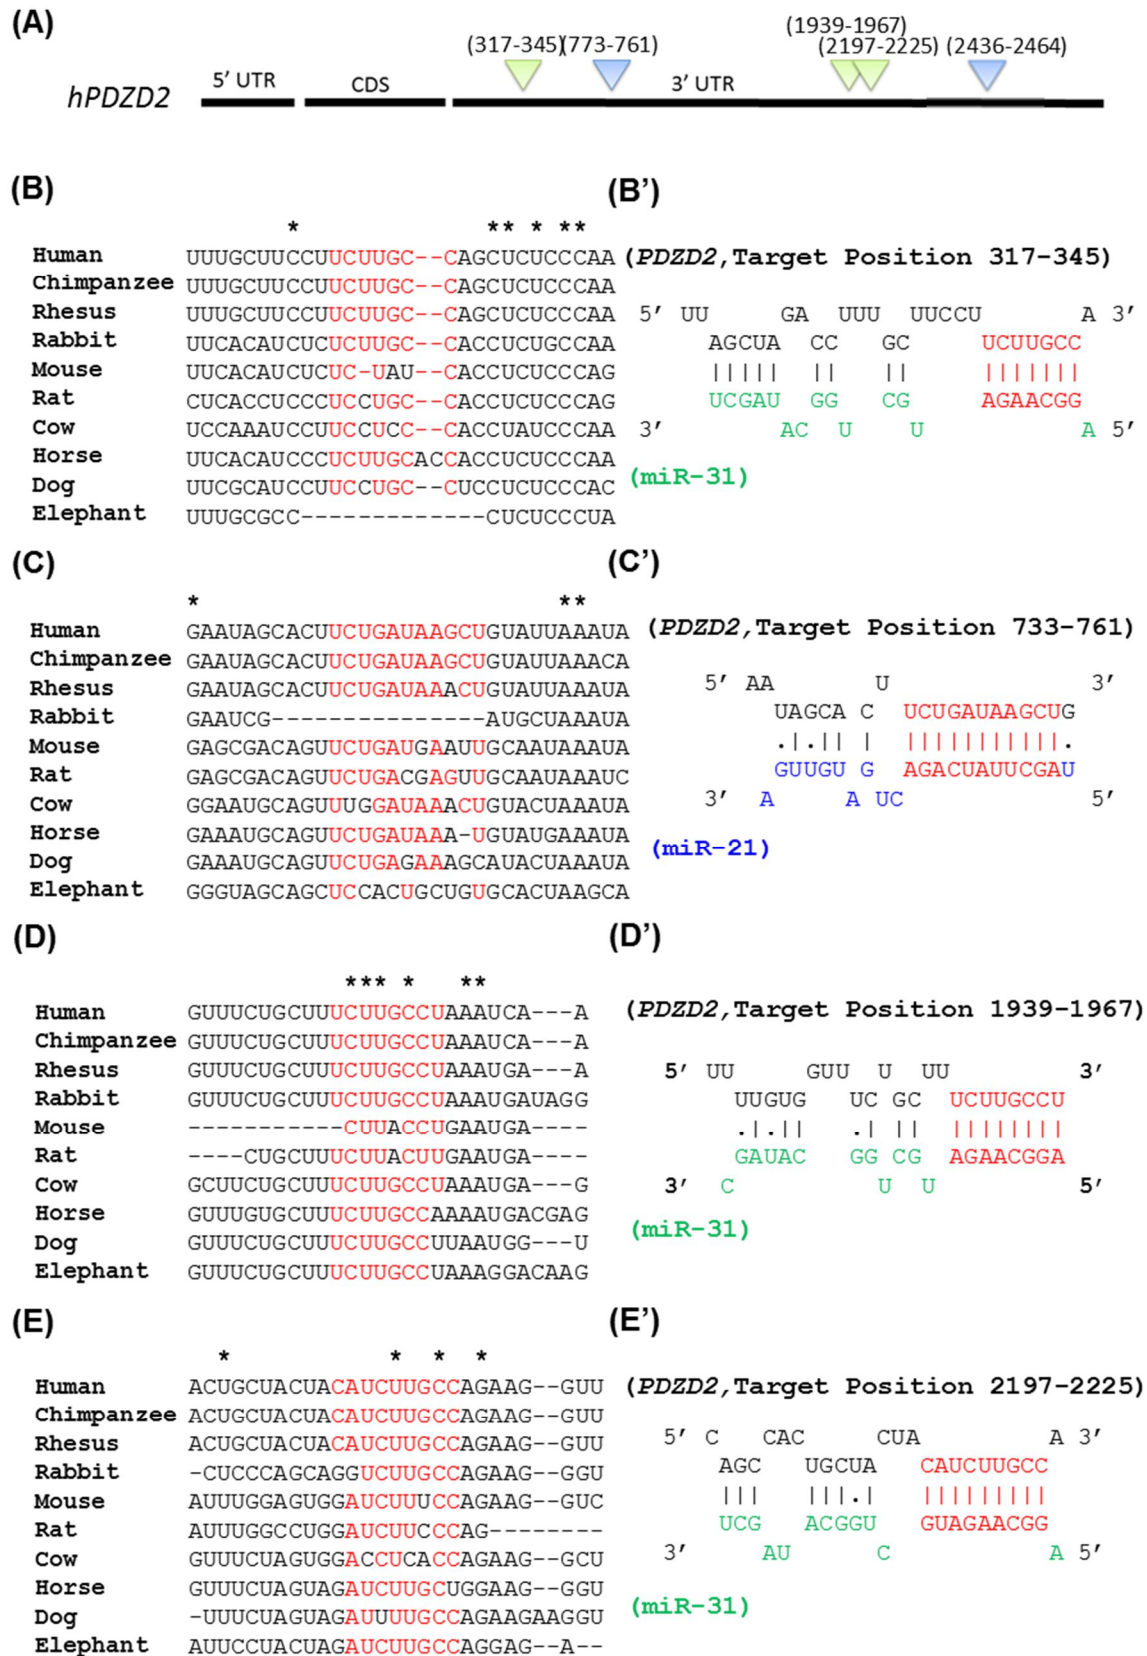 (A)
(1939-1967)
(317-345)(773-761) (2197-2225) (2436-2464)
5′ UTR CDS 3′ UTR
hPDZD2
(B) (B′)
* ** * **
Human UUUGCUUCCUUCUUGC--CAGCUCUCCCAA (PDZD2,Target Position 317-345)
Chimpanzee UUUGCUUCCUUCUUGC--CAGCUCUCCCAA
Rhesus UUUGCUUCCUUCUUGC--CAGCUCUCCCAA 5′ UU GA UUU UUCCU A 3′
Rabbit UUCACAUCUCUCUUGC--CACCUCUGCCAA AGCUA CC GC UCUUGCC
Mouse UUCACAUCUCUC-UAU--CACCUCUCCCAG ||||| || || |||||||
Rat CUCACCUCCCUCCUGC--CACCUCUCCCAG UCGAU GG CG AGAACGG
Cow UCCAAAUCCUUCCUCC--CACCUAUCCCAA 3′ AC U U A 5′
Horse UUCACAUCCCUCUUGCACCACCUCUCCCAA
(miR-31)
Dog UUCGCAUCCUUCCUGC--CUCCUCUCCCAC
Elephant UUUGCGCC-------------CUCUCCCUA
(C) (C′)
* **
Human GAAUAGCACUUCUGAUAAGCUGUAUUAAAUA (PDZD2,Target Position 733-761)
Chimpanzee GAAUAGCACUUCUGAUAAGCUGUAUUAAACA
Rhesus GAAUAGCACUUCUGAUAAACUGUAUUAAAUA 5′ AA U 3′
Rabbit GAAUCG---------------AUGCUAAAUA UAGCA C UCUGAUAAGCUG
Mouse GAGCGACAGUUCUGAUGAAUUGCAAUAAAUA .|.|| | |||||||||||.
Rat GAGCGACAGUUCUGACGAGUUGCAAUAAAUC GUUGU G AGACUAUUCGAU
Cow GGAAUGCAGUUUUGGAUAAACUGUACUAAAUA 3′ A A UC 5′
Horse GAAAUGCAGUUCUGAUAAA-UGUAUGAAAUA
(miR-21)
Dog GAAAUGCAGUUCUGAGAAAGCAUACUAAAUA
Elephant GGGUAGCAGCUCCACUGCUGUGCACUAAGCA
(D) (D′)
*** * **
Human GUUUCUGCUUUCUUGCCUAAAUCA---A (PDZD2,Target Position 1939-1967)
Chimpanzee GUUUCUGCUUUCUUGCCUAAAUCA---A
Rhesus GUUUCUGCUUUCUUGCCUAAAUGA---A 5′ UU GUU U UU 3′
Rabbit GUUUCUGCUUUCUUGCCUAAAUGAUAGG UUGUG UC GC UCUUGCCU
Mouse -----------CUUACCUGAAUGA---- .|.|| .| || ||||||||
Rat ----CUGCUUUCUUACUUGAAUGA---- GAUAC GG CG AGAACGGA
Cow GCUUCUGCUUUCUUGCCUAAAUGA---G 3′ C U U 5′
Horse GUUUGUGCUUUCUUGCCAAAAUGACGAG
(miR-31)
Dog GUUUCUGCUUUCUUGCCUUAAUGG---U
Elephant GUUUCUGCUUUCUUGCCUAAAGGACAAG
(E) (E′)
* * * *
Human ACUGCUACUACAUCUUGCCAGAAG--GUU (PDZD2,Target Position 2197-2225)
Chimpanzee ACUGCUACUACAUCUUGCCAGAAG--GUU
Rhesus ACUGCUACUACAUCUUGCCAGAAG--GUU 5′ C CAC CUA A 3′
Rabbit -CUCCCAGCAGGUCUUGCCAGAAG--GGU AGC UGCUA CAUCUUGCC
Mouse AUUUGGAGUGGAUCUUUCCAGAAG--GUC ||| |||.| |||||||||
Rat AUUUGGCCUGGAUCUUCCCAG-------- UCG ACGGU GUAGAACGG
Cow GUUUCUAGUGGACCUCACCAGAAG--GCU 3′ AU C A 5′
Horse GUUUCUAGUAGAUCUUGCUGGAAG--GGU
(miR-31)
Dog -UUUCUAGUAGAUUUUGCCAGAAGAAGGU
Elephant AUUCCUACUAGAUCUUGCCAGGAG--A--